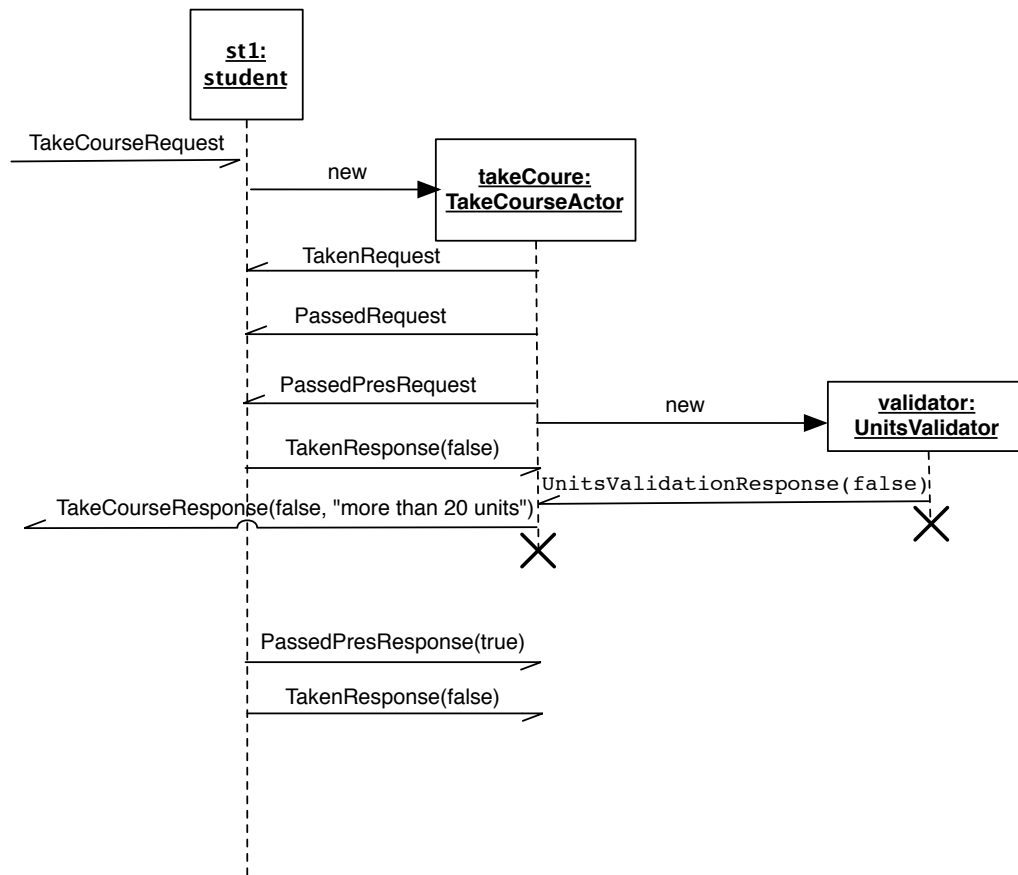 st1:
student
TakeCourseRequest
new
takeCoure:
TakeCourseActor
TakenRequest
PassedRequest
PassedPresRequest
new
validator:
UnitsValidator
TakenResponse(false)
UnitsValidationResponse(false)
TakeCourseResponse(false, "more than 20 units")
PassedPresResponse(true)
TakenResponse(false)